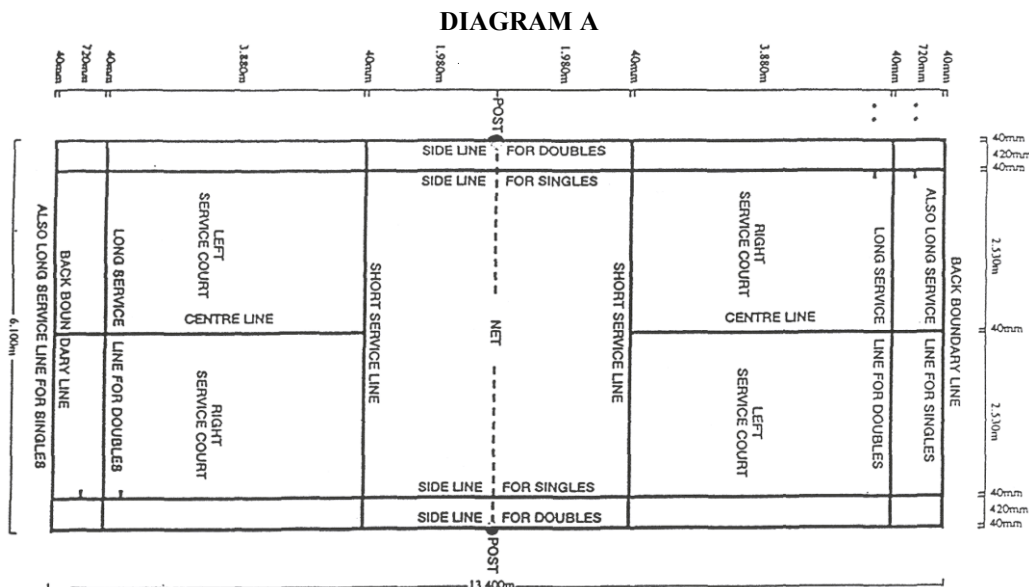 DIAGRAM A
40mm
720mm
40mm
3.880m
40mm
1.980m
1.980m
40mm
3.880m
40mm
720mm
40mm
POST
SIDE LINE FOR DOUBLES
SIDE LINE FOR SINGLES
40mm
420mm
40mm
2.530m
40mm
2.530m
40mm
420mm
40mm
6.100m
ALSO LONG SERVICE LINE FOR SINGLES
BACK BOUNDARY LINE
LONG SERVICE LINE FOR DOUBLES
LEFT
SERVICE COURT
CENTRE LINE
RIGHT
SERVICE COURT
SHORT SERVICE LINE
NET
SHORT SERVICE LINE
RIGHT
SERVICE COURT
CENTRE LINE
LEFT
SERVICE COURT
LONG SERVICE LINE FOR DOUBLES
ALSO LONG SERVICE LINE FOR SINGLES
BACK BOUNDARY LINE
SIDE LINE FOR SINGLES
SIDE LINE FOR DOUBLES
POST
13.400m